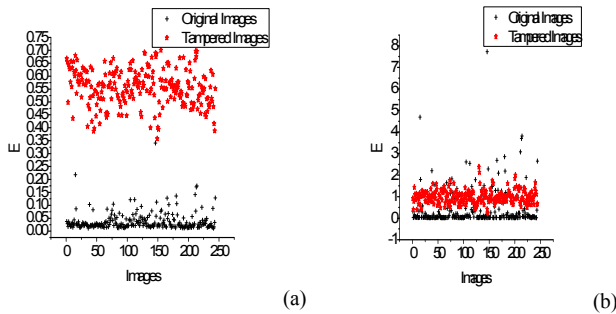 Original Images
Tampered Images
0.75
0.70
0.65
0.60
0.55
0.50
0.45
0.40
0.35
0.30
0.25
0.20
0.15
0.10
0.05
0.00
E
0 50 100 150 200 250
Images
(a)
Original Images
Tampered Images
8
7
6
5
4
3
2
1
0
-1
E
0 50 100 150 200 250
Images
(b)